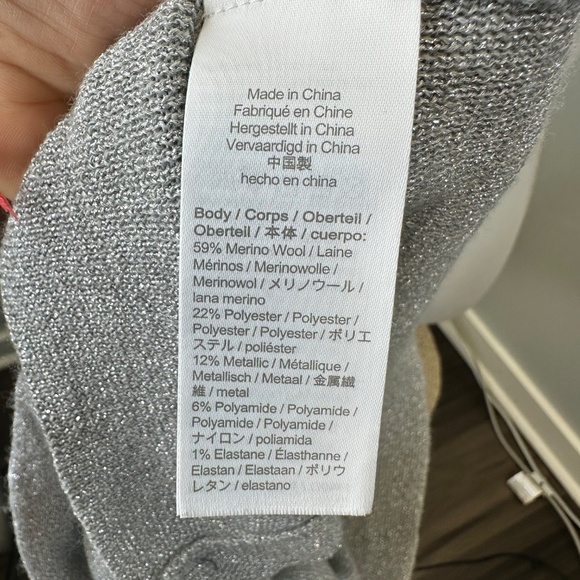 Made in China
Fabriqué en Chine
Hergestellt in China
Vervaardigd in China
中国製
hecho en china
Body / Corps / Oberteil /
Oberteil / 本体 / cuerpo:
59% Merino Wool / Laine
Mérinos / Merinowolle /
Merinowol / メリノウール /
lana merino
22% Polyester / Polyester /
Polyester / Polyester / ポリエ
ステル / poliéster
12% Metallic / Métallique /
Metallisch / Metaal / 金属繊
維 / metal
6% Polyamide / Polyamide /
Polyamide / Polyamide /
ナイロン / poliamida
1% Elastane / Élasthanne /
Elastan / Elastaan / ポリウ
レタン / elastano